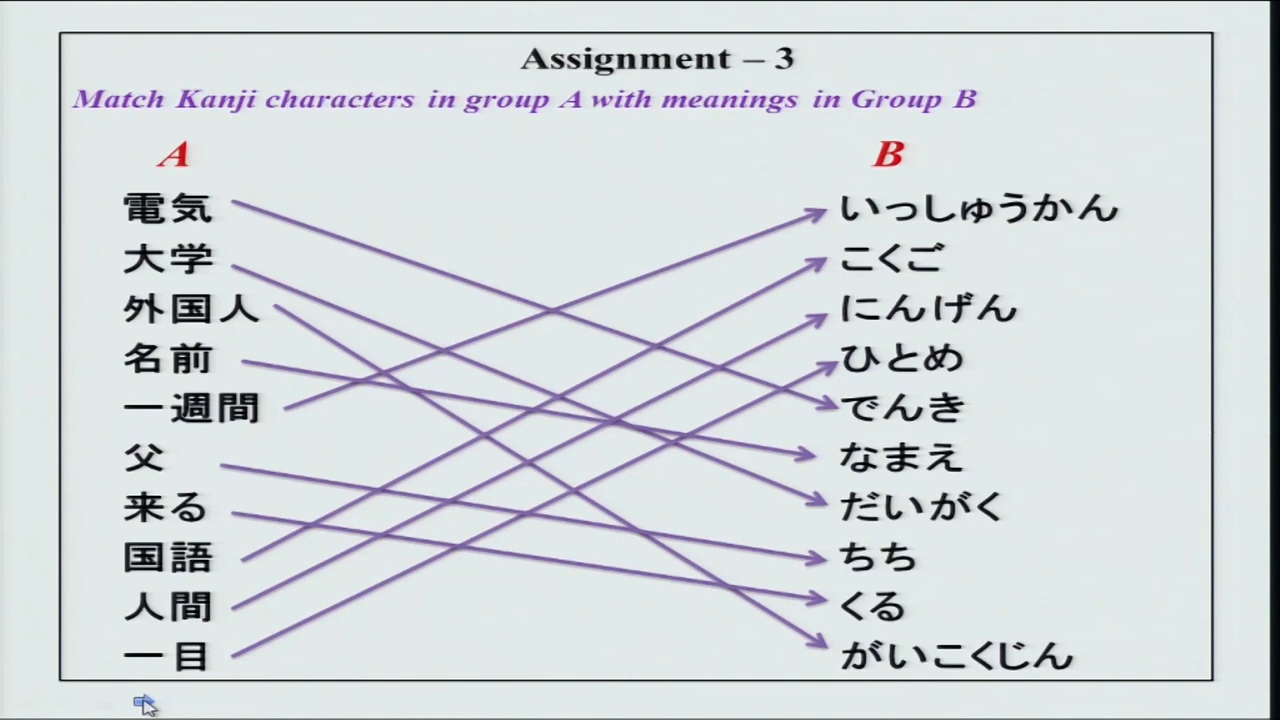 Assignment – 3
Match Kanji characters in group A with meanings in Group B
A B
電気 いっしゅうかん
大学 こくご
外国人 にんげん
名前 ひとめ
一週間 でんき
父 なまえ
来る だいがく
国語 ちち
人間 くる
一目 がいこくじん